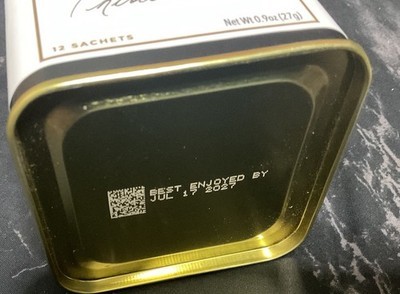 Net Wt 0.9oz (27g)
12 SACHETS
BEST ENJOYED BY
JUL 17 2027